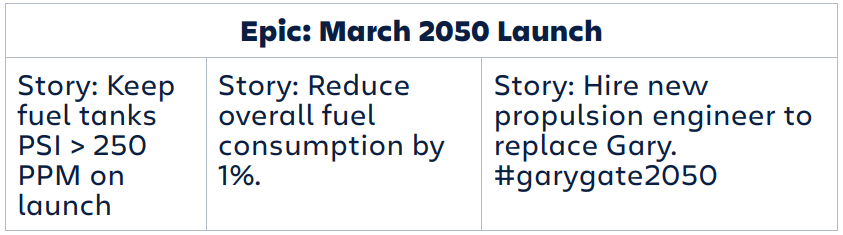 Epic: March 2050 Launch
Story: Keep
fuel tanks
PSI > 250
PPM on
launch
Story: Reduce
overall fuel
consumption by
1%.
Story: Hire new
propulsion engineer to
replace Gary.
#garygate2050